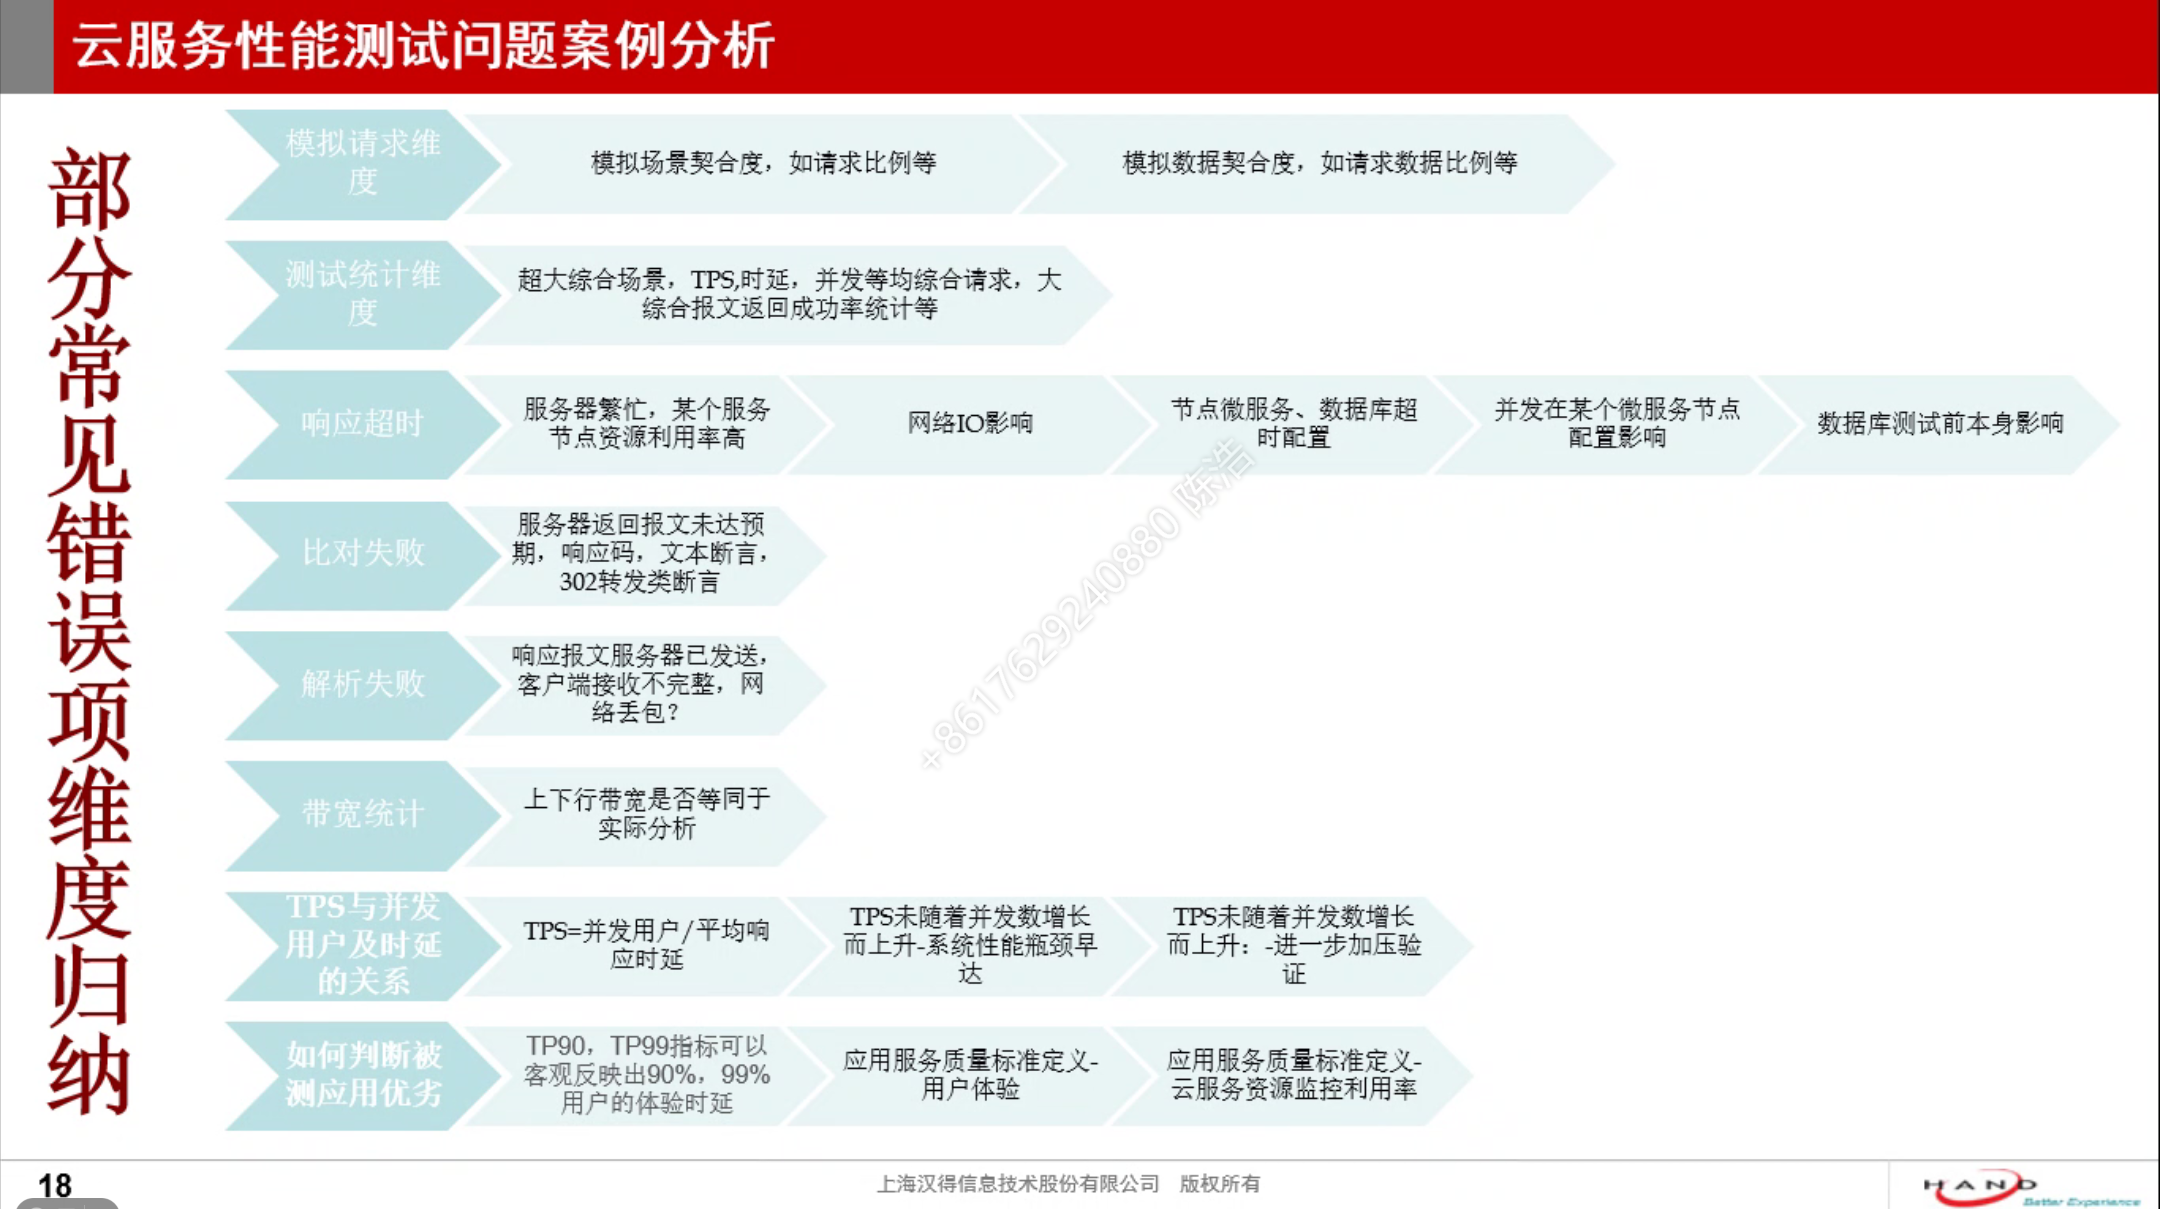 云服务性能测试问题案例分析
部分常见错误项维度归纳
模拟请求维
度
模拟场景契合度，如请求比例等
模拟数据契合度，如请求数据比例等
测试统计维
度
超大综合场景，TPS,时延，并发等均综合请求，大
综合报文返回成功率统计等
响应超时
服务器繁忙，某个服务
节点资源利用率高
网络IO影响
节点微服务、数据库超
时配置
并发在某个微服务节点
配置影响
数据库测试前本身影响
比对失败
服务器返回报文未达预
期，响应码，文本断言，
302转发类断言
解析失败
响应报文服务器已发送，
客户端接收不完整，网
络丢包？
带宽统计
上下行带宽是否等同于
实际分析
TPS与并发
用户及时延
的关系
TPS=并发用户/平均响
应时延
TPS未随着并发数增长
而上升-系统性能瓶颈早
达
TPS未随着并发数增长
而上升：-进一步加压验
证
如何判断被
测应用优劣
TP90，TP99指标可以
客观反映出90%，99%
用户的体验时延
应用服务质量标准定义-
用户体验
应用服务质量标准定义-
云服务资源监控利用率
+8617629240880 陈浩
18
上海汉得信息技术股份有限公司 版权所有
HAND
Better Experience